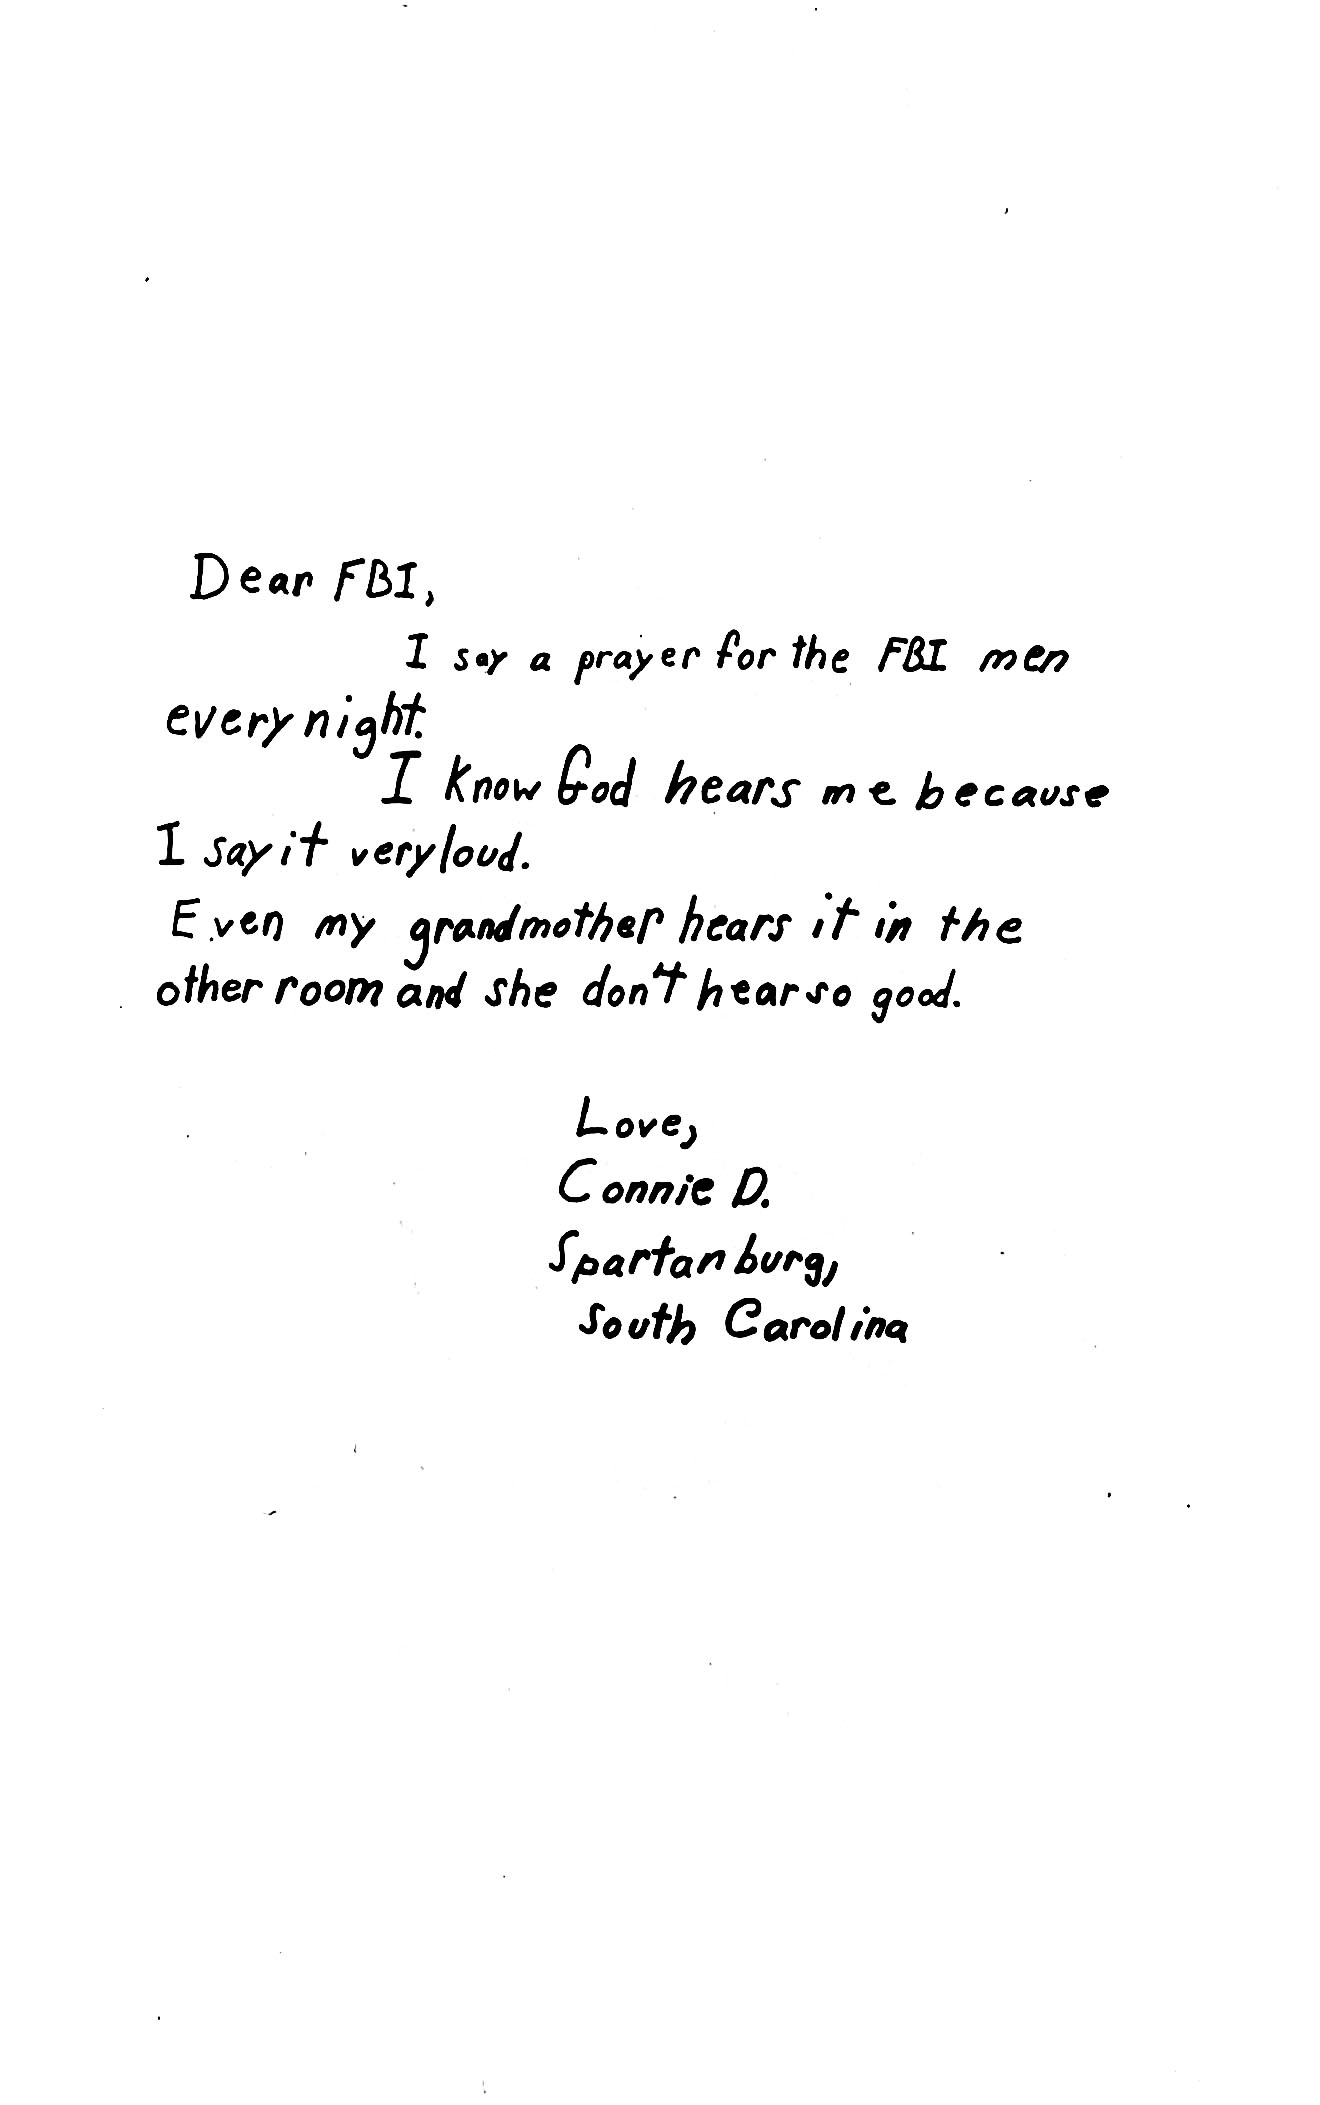 Dear FBI,
I say a prayer for the FBI men
every night.
I know God hears me because
I say it very loud.
Even my grandmother hears it in the
other room and she don't hear so good.
Love,
Connie D.
Spartanburg,
South Carolina